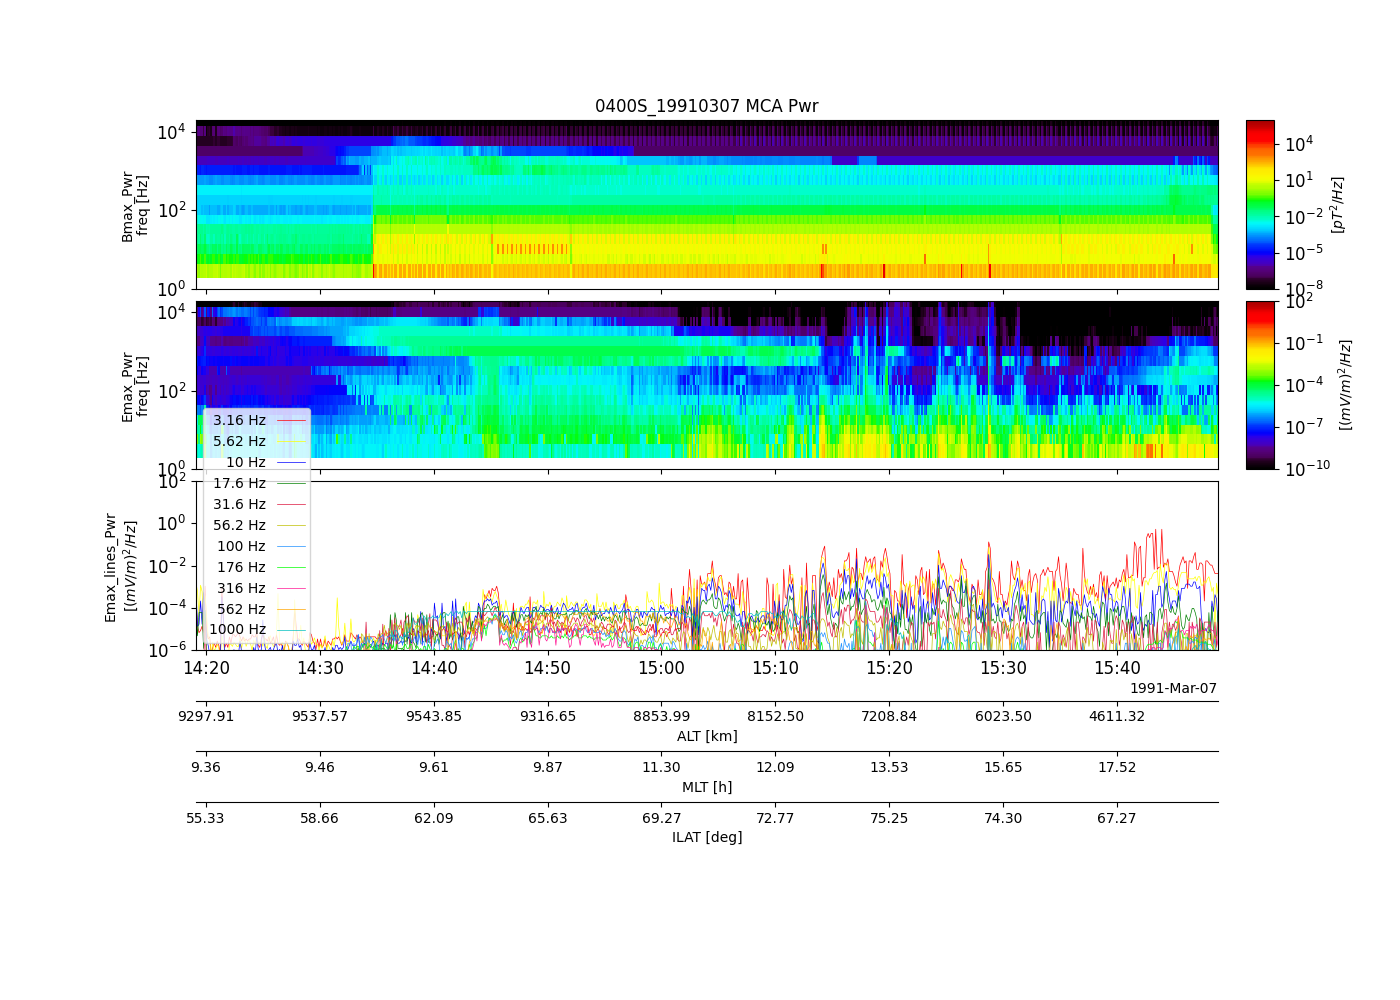 0400S_19910307 MCA Pwr
10^4
10^2
10^0
Bmax_Pwr
freq [Hz]
10^4
10^1
10^-2
10^-5
10^-8
[pT^2/Hz]
10^4
10^2
10^0
Emax_Pwr
freq [Hz]
10^2
10^-1
10^-4
10^-7
10^-10
[(mV/m)^2/Hz]
3.16 Hz
5.62 Hz
10 Hz
17.6 Hz
31.6 Hz
56.2 Hz
100 Hz
176 Hz
316 Hz
562 Hz
1000 Hz
10^2
10^0
10^-2
10^-4
10^-6
Emax_lines_Pwr
[(mV/m)^2/Hz]
14:20 14:30 14:40 14:50 15:00 15:10 15:20 15:30 15:40
1991-Mar-07
9297.91 9537.57 9543.85 9316.65 8853.99 8152.50 7208.84 6023.50 4611.32
ALT [km]
9.36 9.46 9.61 9.87 11.30 12.09 13.53 15.65 17.52
MLT [h]
55.33 58.66 62.09 65.63 69.27 72.77 75.25 74.30 67.27
ILAT [deg]